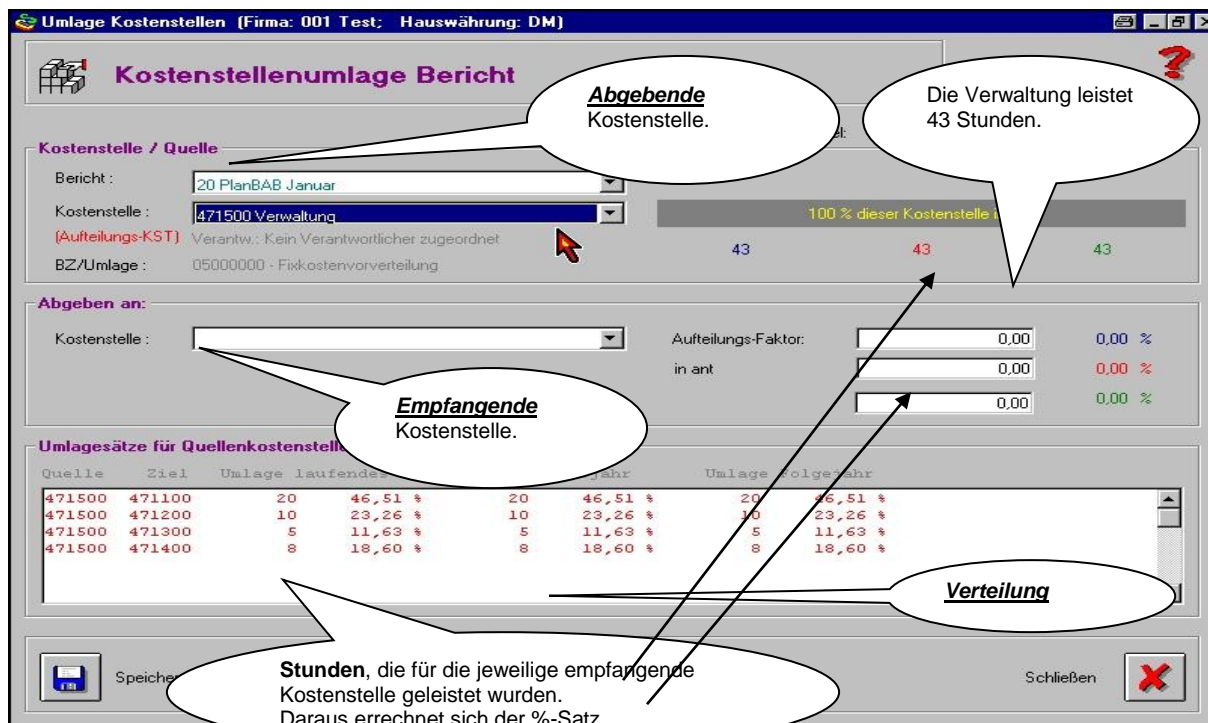 Umlage Kostenstellen (Firma: 001 Test; Hauswährung: DM)
Kostenstellenumlage Bericht
Abgebende
Kostenstelle.
Die Verwaltung leistet
43 Stunden.
Kostenstelle / Quelle
Bericht :
20 PlanBAB Januar
Kostenstelle :
471500 Verwaltung
100 % dieser Kostenstelle
(Aufteilungs-KST)
Verantw.: Kein Verantwortlicher zugeordnet
43 43 43
BZ/Umlage :
05000000 - Fixkostenvorverteilung
Abgeben an:
Kostenstelle :
Aufteilungs-Faktor: 0,00 0,00 %
in ant 0,00 0,00 %
0,00 0,00 %
Empfangende
Kostenstelle.
Umlagesätze für Quellenkostenstelle
Quelle Ziel Umlage laufendes Umlage Folgejahr
471500 471100 20 46,51 % 20 46,51 % 20 46,51 %
471500 471200 10 23,26 % 10 23,26 % 10 23,26 %
471500 471300 5 11,63 % 5 11,63 % 5 11,63 %
471500 471400 8 18,60 % 8 18,60 % 8 18,60 %
Verteilung
Stunden, die für die jeweilige empfangende
Kostenstelle geleistet wurden.
Daraus errechnet sich der %-Satz
Speicher
Schließen